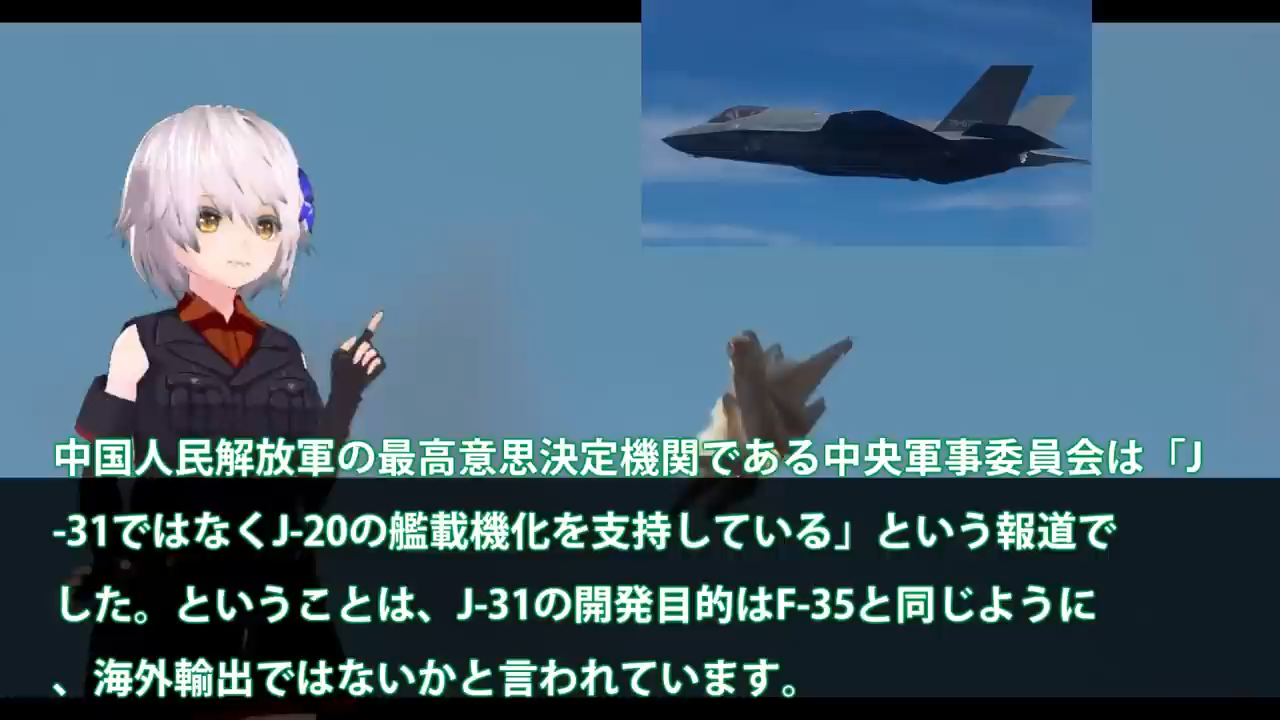 中国人民解放軍の最高意思決定機関である中央軍事委員会は「J
-31ではなくJ-20の艦載機化を支持している」という報道で
した。ということは、J-31の開発目的はF-35と同じように
、海外輸出ではないかと言われています。